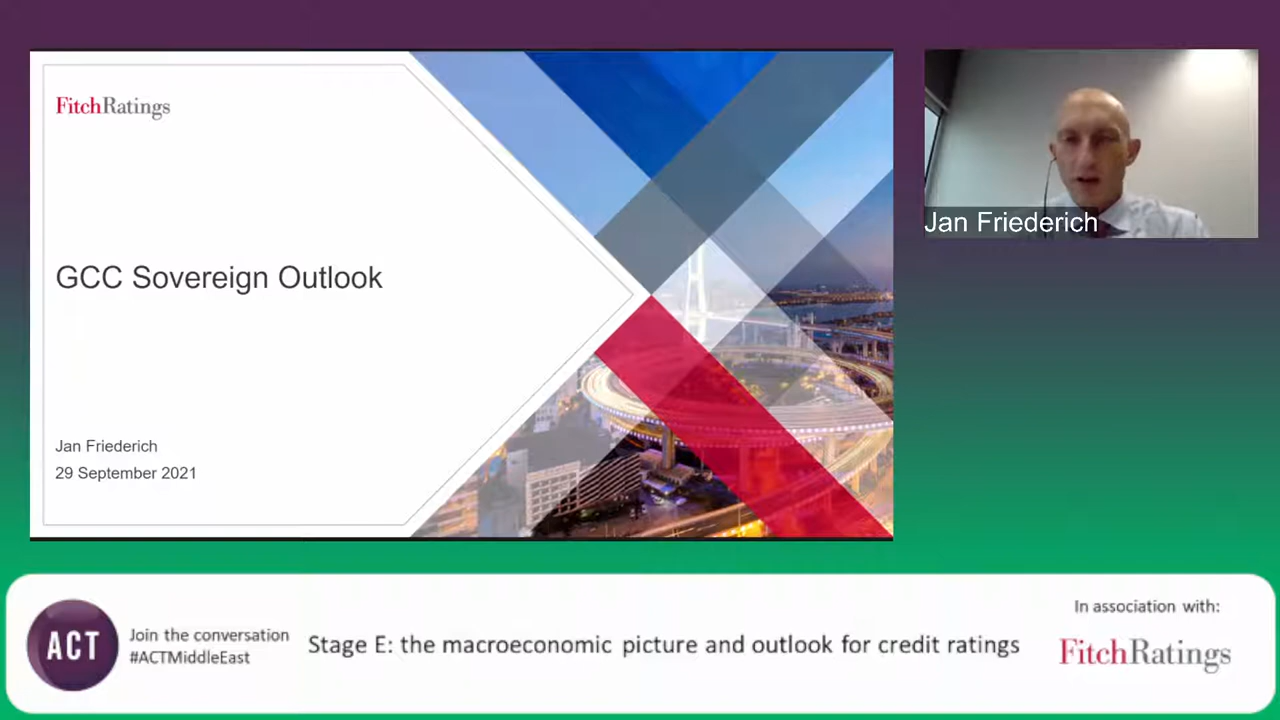 FitchRatings
GCC Sovereign Outlook
Jan Friederich
29 September 2021
Jan Friederich
ACT
Join the conversation
#ACTMiddleEast
Stage E: the macroeconomic picture and outlook for credit ratings
In association with:
FitchRatings